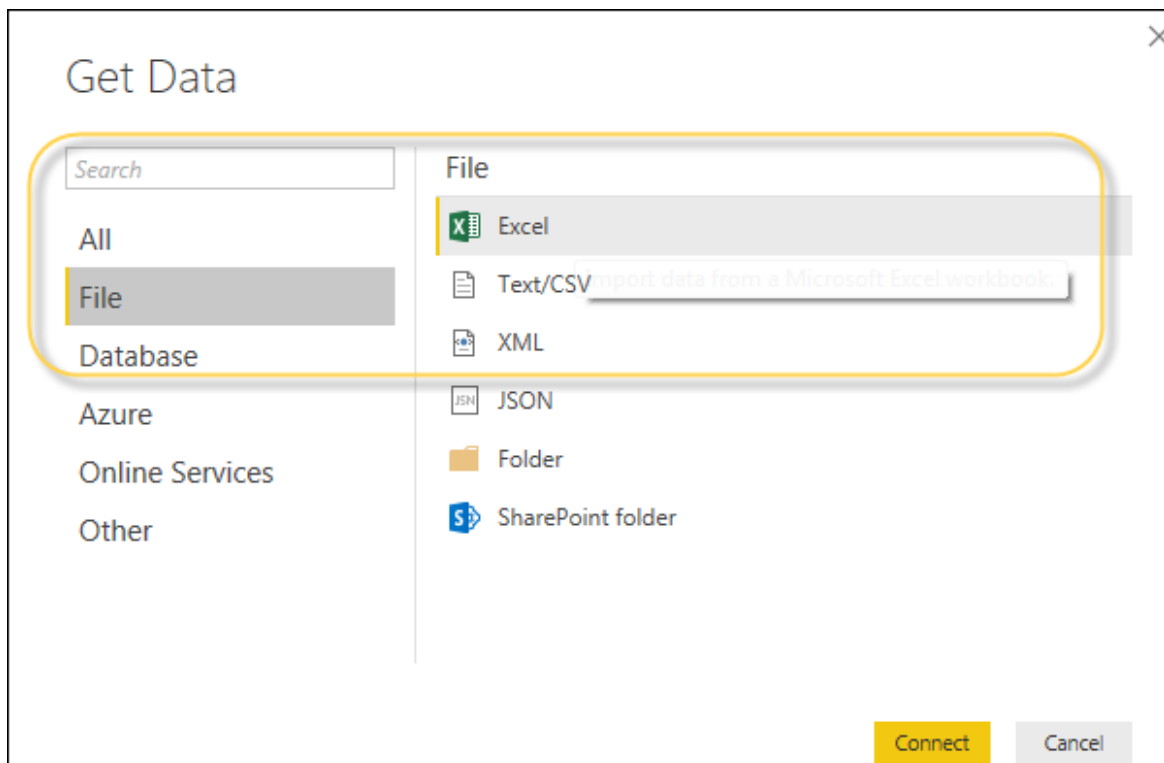 Get Data
Search
All
File
Database
Azure
Online Services
Other
File
Excel
Text/CSV
Import data from a Microsoft Excel workbook.
XML
JSN JSON
Folder
SharePoint folder
Connect
Cancel